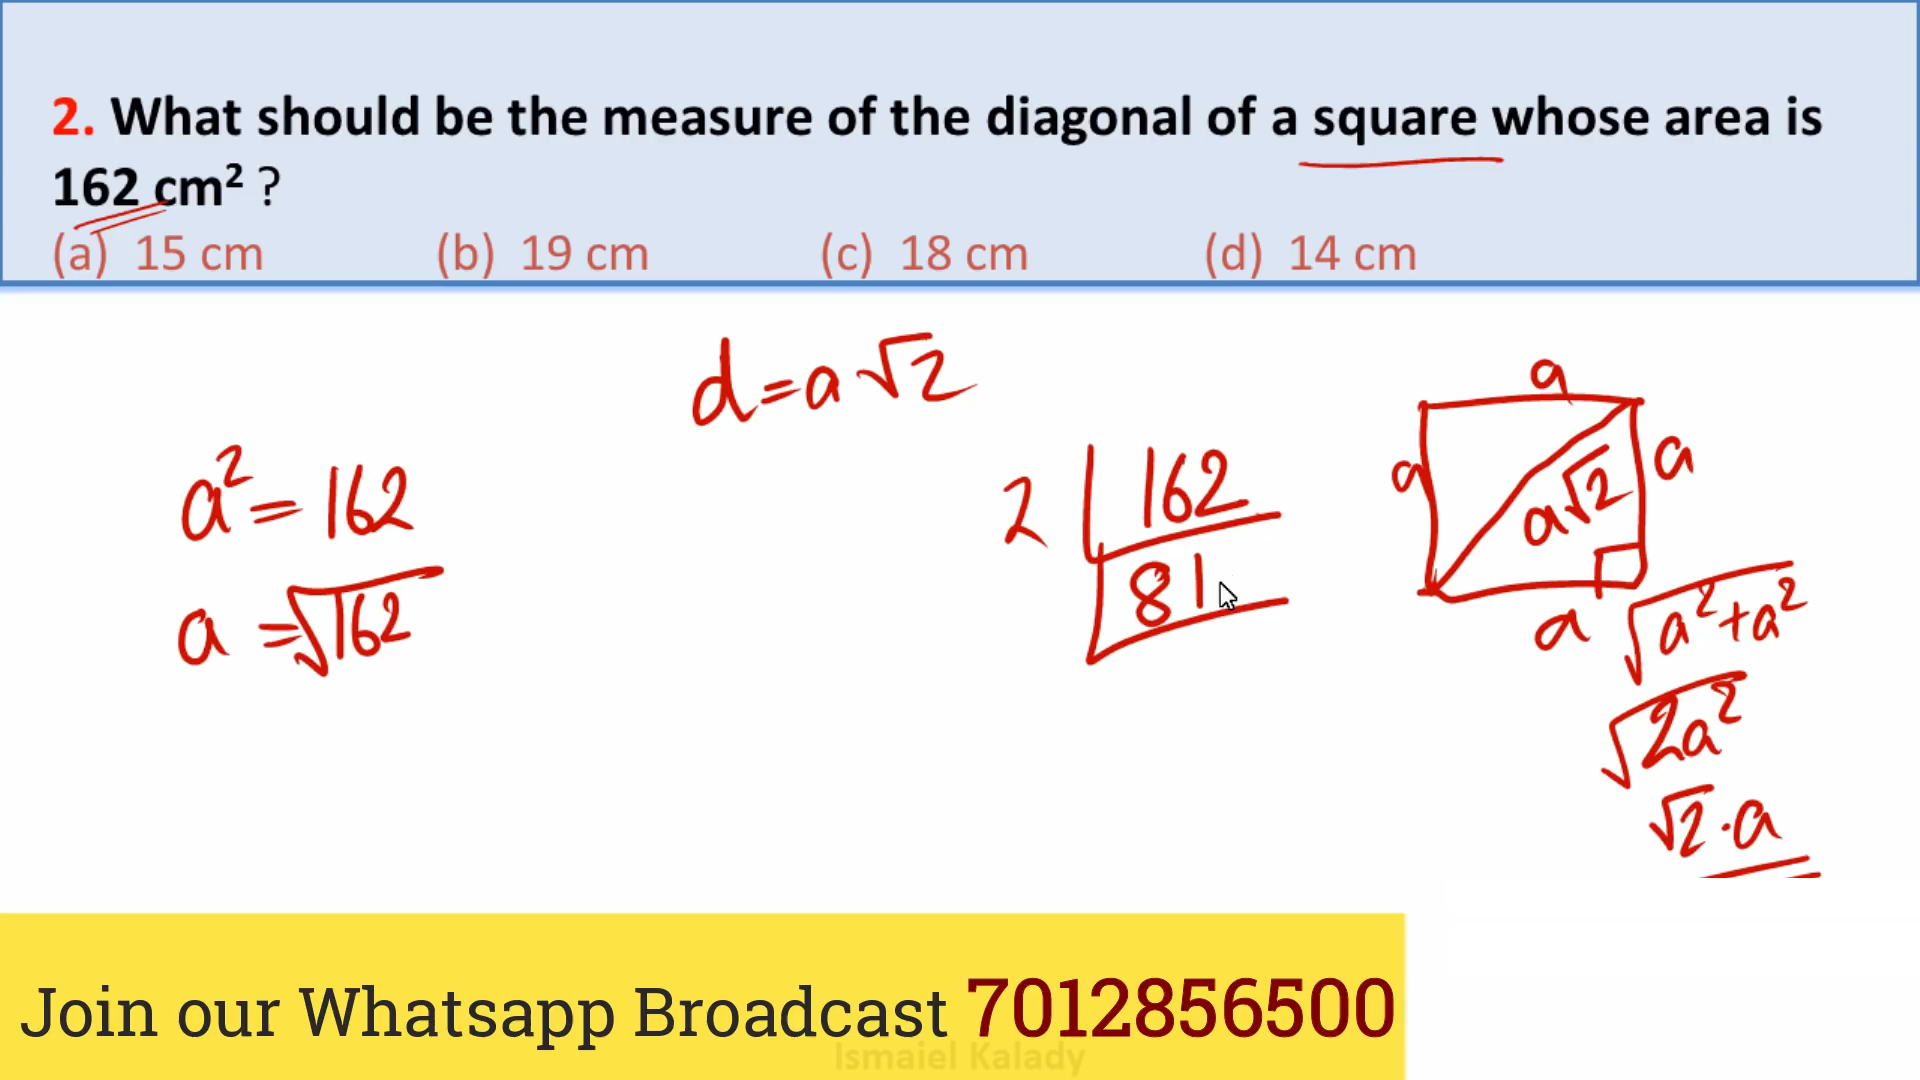 2. What should be the measure of the diagonal of a square whose area is
162 cm² ?
(a) 15 cm (b) 19 cm (c) 18 cm (d) 14 cm
d = a √2
a² = 162
a = √162
2 | 162
81
a
a
a
a√2
a
√a² + a²
√2a²
√2 · a
Join our Whatsapp Broadcast 7012856500
Ismaiel Kalady